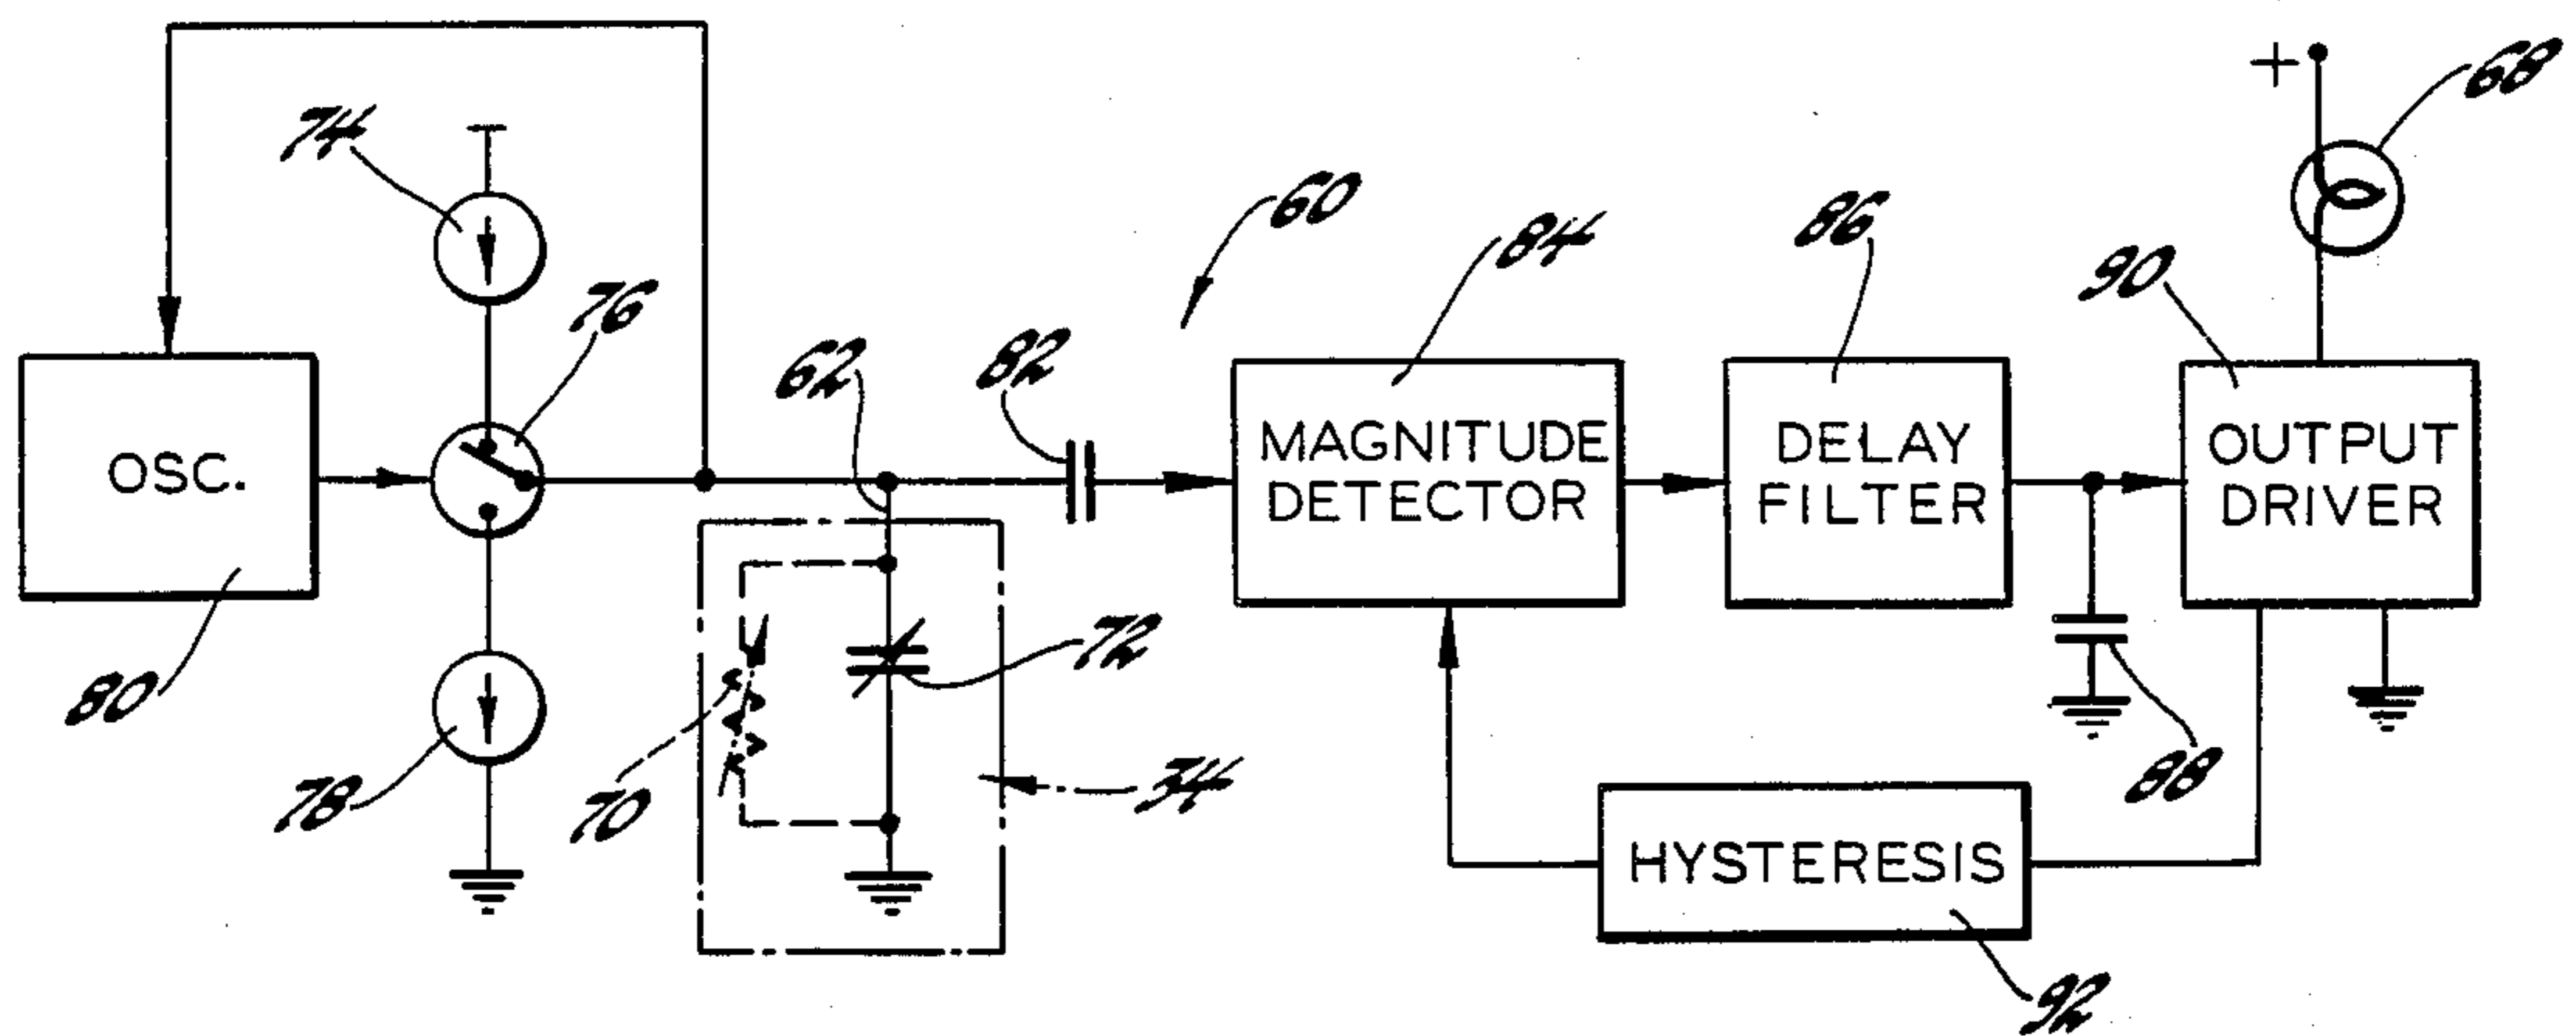 +
68
74
60
84
86
90
76
62
82
OSC.
MAGNITUDE
DETECTOR
DELAY
FILTER
OUTPUT
DRIVER
72
80
78
70
34
88
HYSTERESIS
92